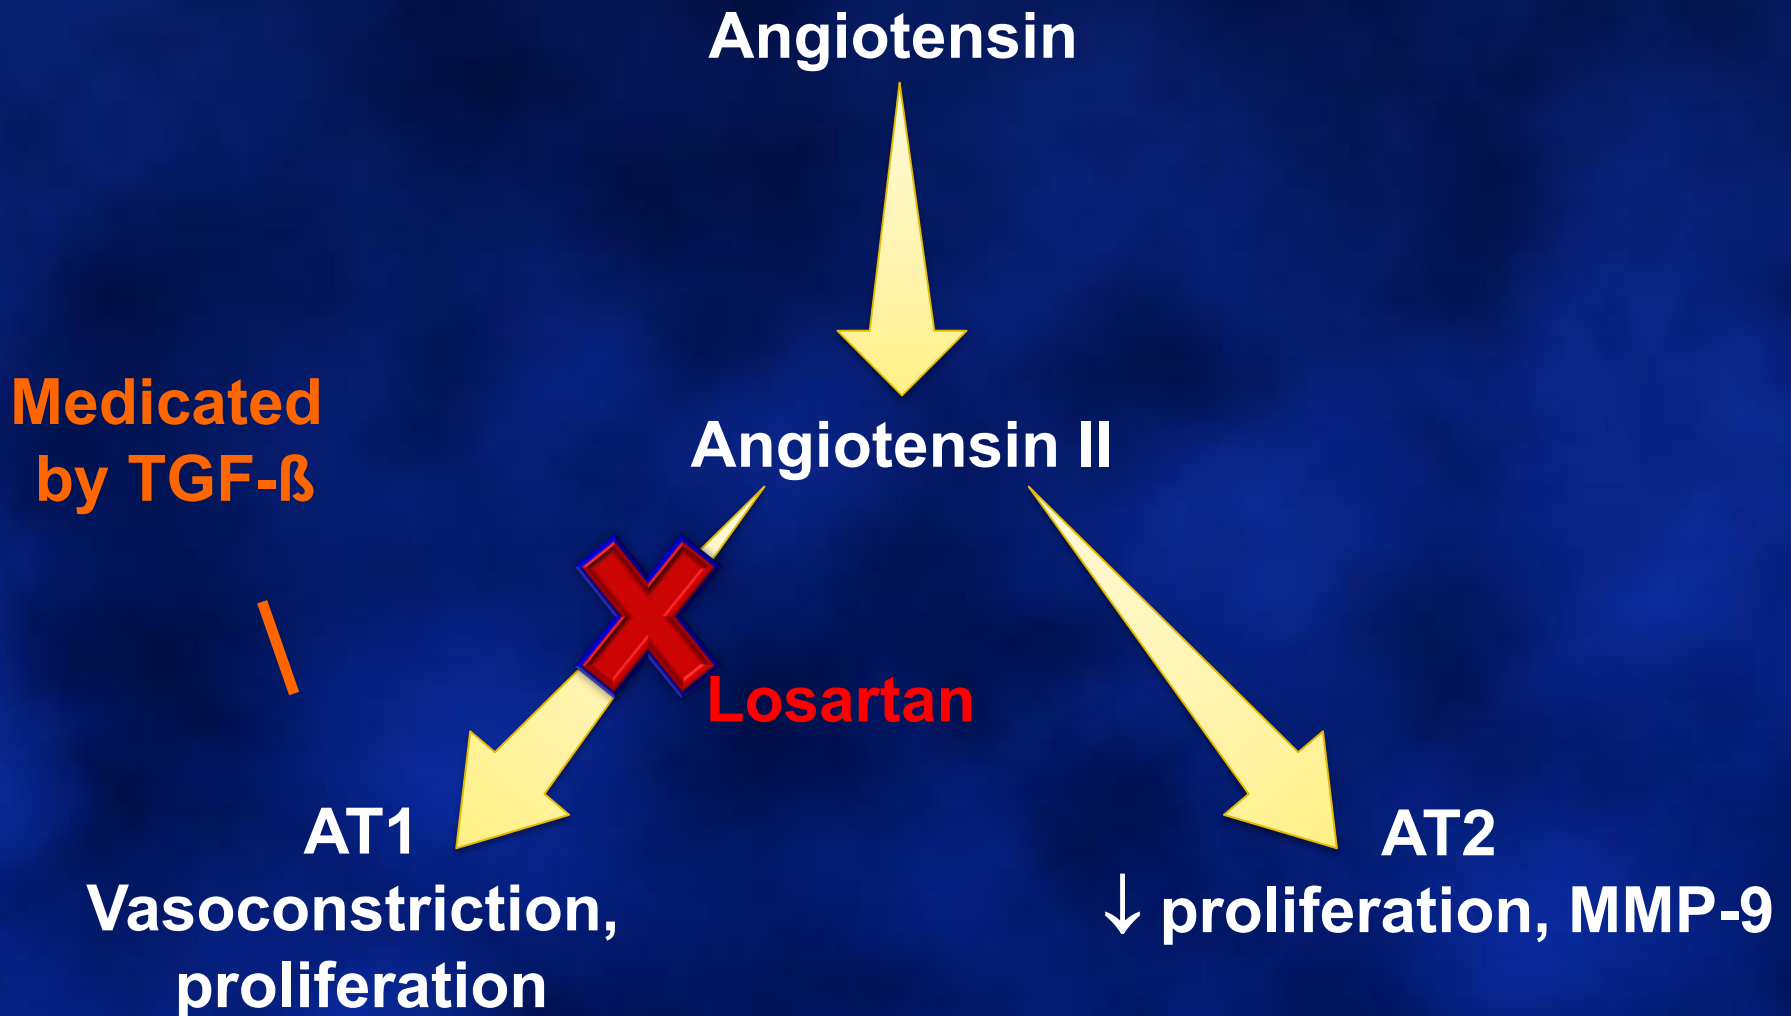 Angiotensin
Medicated
by TGF-ß
Angiotensin II
Losartan
AT1
Vasoconstriction,
proliferation
AT2
↓ proliferation, MMP-9